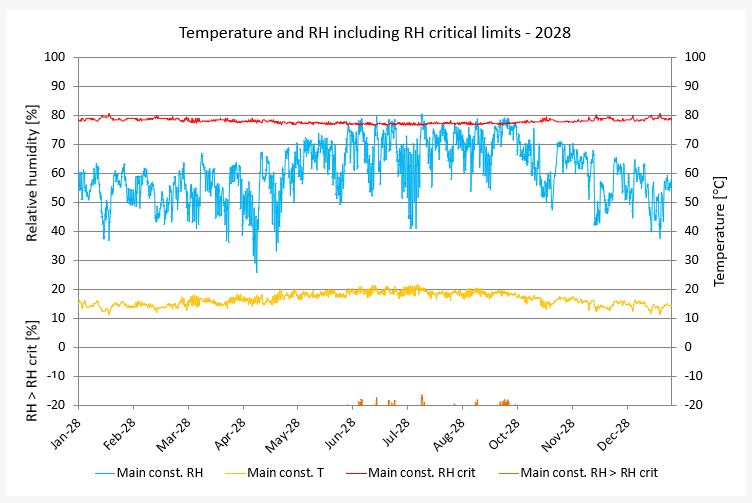 Temperature and RH including RH critical limits - 2028
Relative humidity [%]
RH > RH crit [%]
100
90
80
70
60
50
40
30
20
10
0
-10
-20
100
90
80
70
60
50
40
30
20
10
0
-10
-20
Temperature [°C]
Jan-28
Feb-28
Mar-28
Apr-28
May-28
Jun-28
Jul-28
Aug-28
Oct-28
Nov-28
Dec-28
Main const. RH
Main const. T
Main const. RH crit
Main const. RH > RH crit